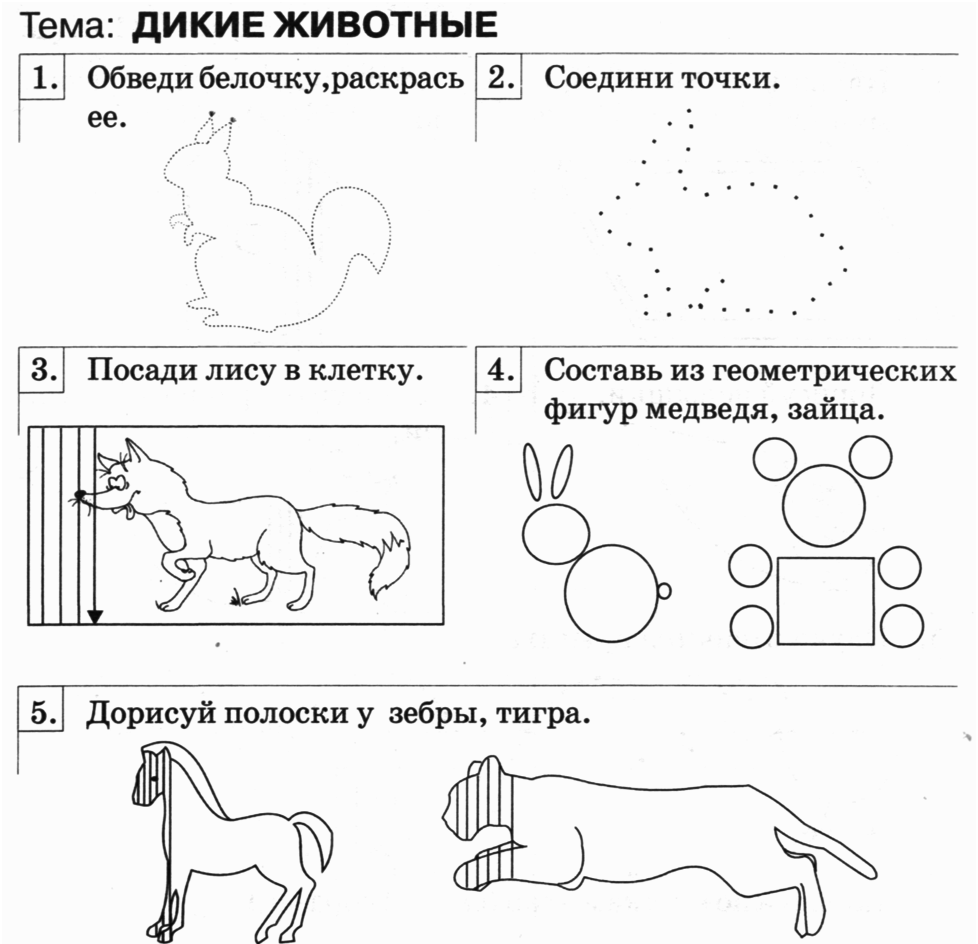 Тема: ДИКИЕ ЖИВОТНЫЕ
1. Обведи белочку,раскрась
ее.
2. Соедини точки.
3. Посади лису в клетку.
4. Составь из геометрических
фигур медведя, зайца.
5. Дорисуй полоски у зебры, тигра.